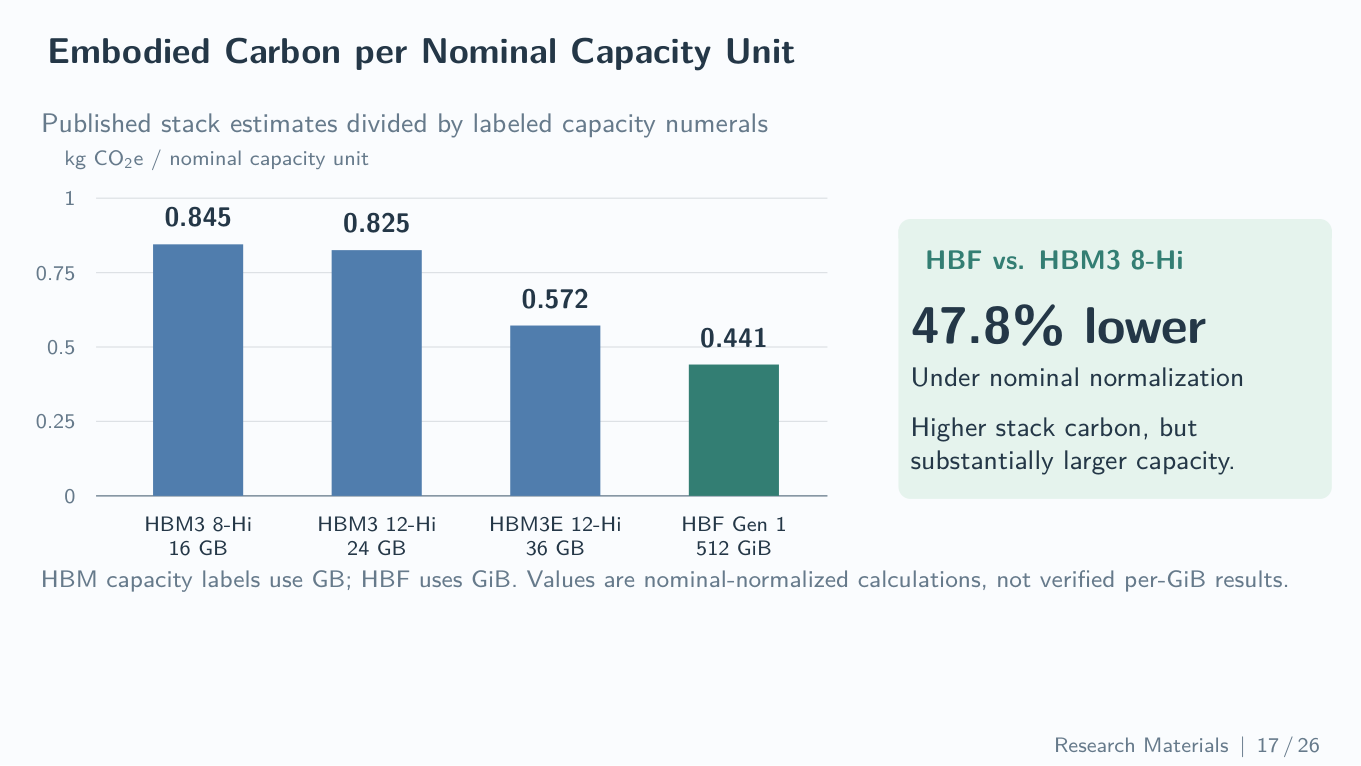 Embodied Carbon per Nominal Capacity Unit
Published stack estimates divided by labeled capacity numerals
kg CO₂e / nominal capacity unit
1
0.75
0.5
0.25
0
0.845
0.825
0.572
0.441
HBM3 8-Hi
16 GB
HBM3 12-Hi
24 GB
HBM3E 12-Hi
36 GB
HBF Gen 1
512 GiB
HBF vs. HBM3 8-Hi
47.8% lower
Under nominal normalization
Higher stack carbon, but
substantially larger capacity.
HBM capacity labels use GB; HBF uses GiB. Values are nominal-normalized calculations, not verified per-GiB results.
Research Materials | 17 / 26